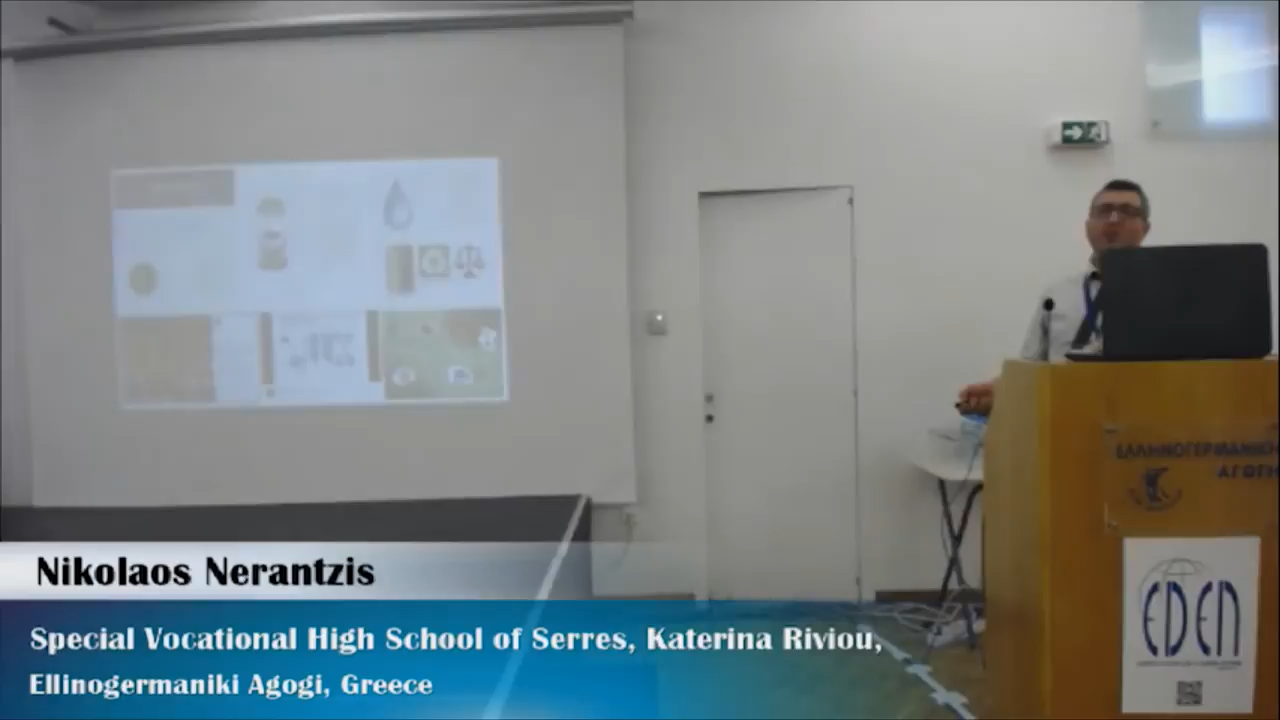 ΕΛΛΗΝΟΓΕΡΜΑΝΙΚΗ
ΑΓΩΓΗ
EDEN
Nikolaos Nerantzis
Special Vocational High School of Serres, Katerina Riviou,
Ellinogermaniki Agogi, Greece